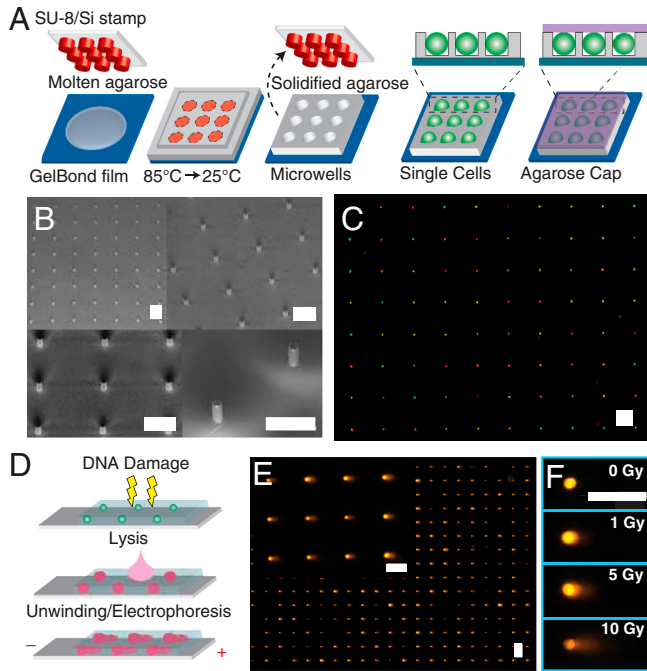 A
SU-8/Si stamp
Molten agarose
Solidified agarose
GelBond film
85°C → 25°C
Microwells
Single Cells
Agarose Cap
B
C
D
DNA Damage
Lysis
Unwinding/Electrophoresis
– +
E
F
0 Gy
1 Gy
5 Gy
10 Gy